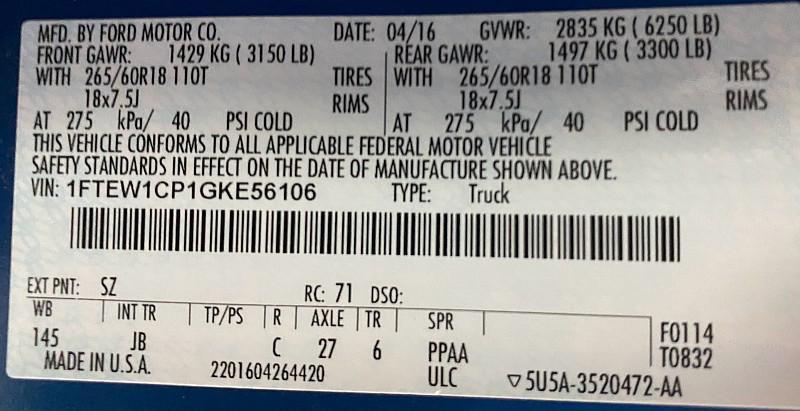 MFD. BY FORD MOTOR CO. DATE: 04/16 GVWR: 2835 KG ( 6250 LB)
FRONT GAWR: 1429 KG ( 3150 LB) REAR GAWR: 1497 KG ( 3300 LB)
WITH 265/60R18 110T TIRES WITH 265/60R18 110T TIRES
18x7.5J RIMS 18x7.5J RIMS
AT 275 kPa/ 40 PSI COLD AT 275 kPa/ 40 PSI COLD
THIS VEHICLE CONFORMS TO ALL APPLICABLE FEDERAL MOTOR VEHICLE
SAFETY STANDARDS IN EFFECT ON THE DATE OF MANUFACTURE SHOWN ABOVE.
VIN: 1FTEW1CP1GKE56106 TYPE: Truck
EXT PNT: SZ RC: 71 DSO:
WB INT TR TP/PS R AXLE TR SPR F0114
145 JB C 27 6 PPAA T0832
MADE IN U.S.A. 2201604264420 ULC ▽5U5A-3520472-AA